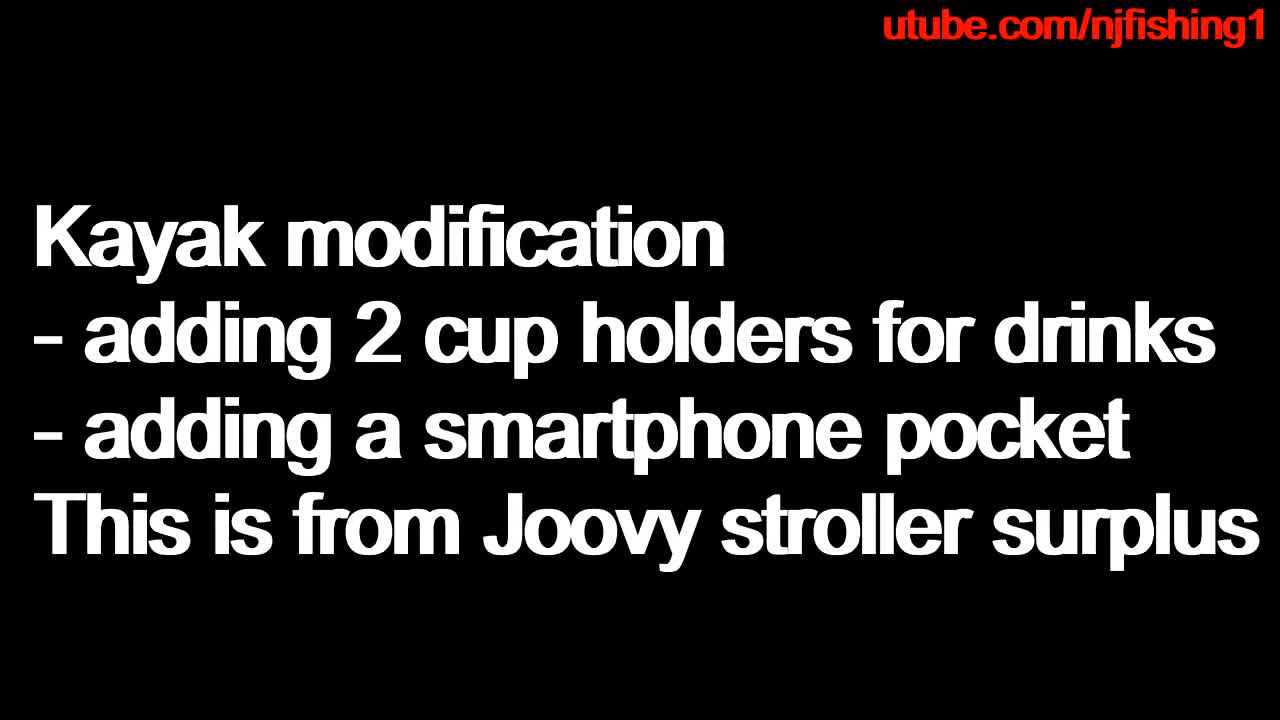 utube.com/njfishing1
Kayak modification
- adding 2 cup holders for drinks
- adding a smartphone pocket
This is from Joovy stroller surplus